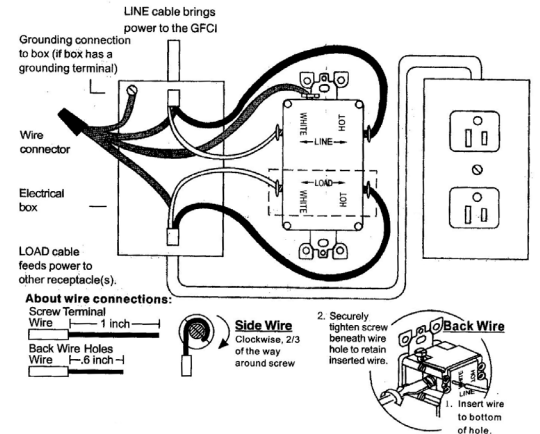 LINE cable brings
power to the GFCI
Grounding connection
to box (if box has a
grounding terminal)
Wire
connector
Electrical
box
LOAD cable
feeds power to
other receptacle(s).
WHITE
HOT
LINE
LOAD
WHITE
HOT
About wire connections:
Screw Terminal
Wire
1 inch
Back Wire Holes
Wire
.6 inch
Side Wire
Clockwise, 2/3
of the way
around screw
2. Securely
tighten screw
beneath wire
hole to retain
inserted wire.
Back Wire
WHITE
HOT
LINE
1. Insert wire
to bottom
of hole.